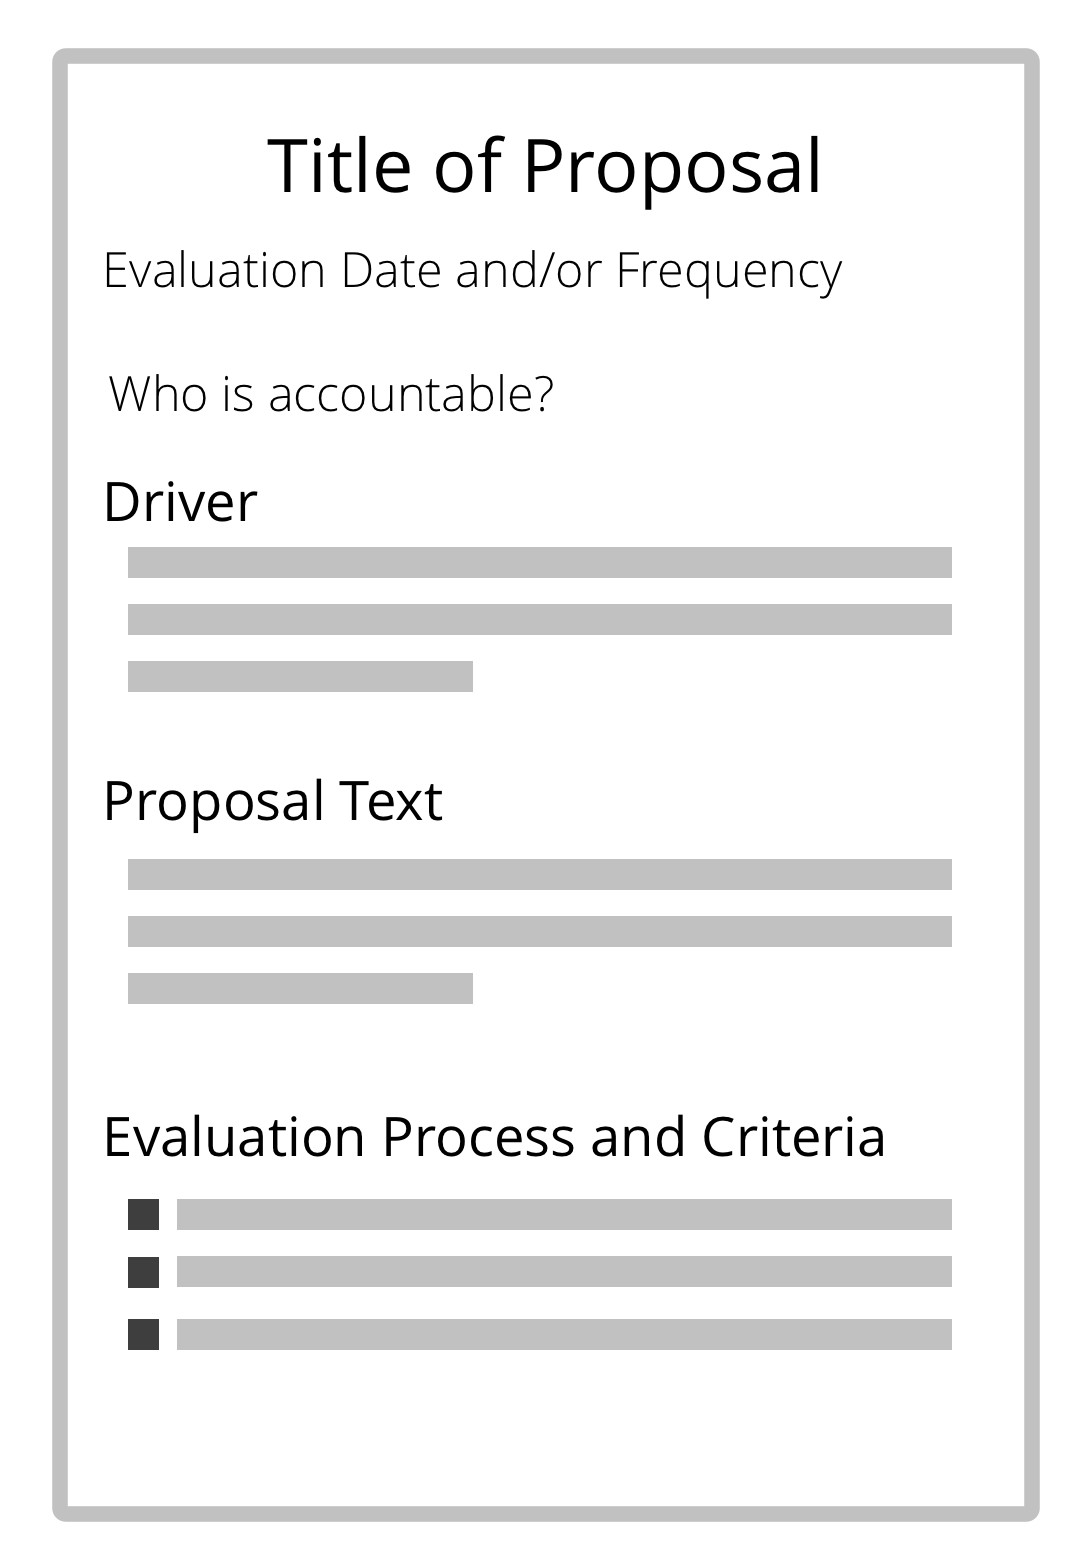 Title of Proposal
Evaluation Date and/or Frequency
Who is accountable?
Driver
Proposal Text
Evaluation Process and Criteria